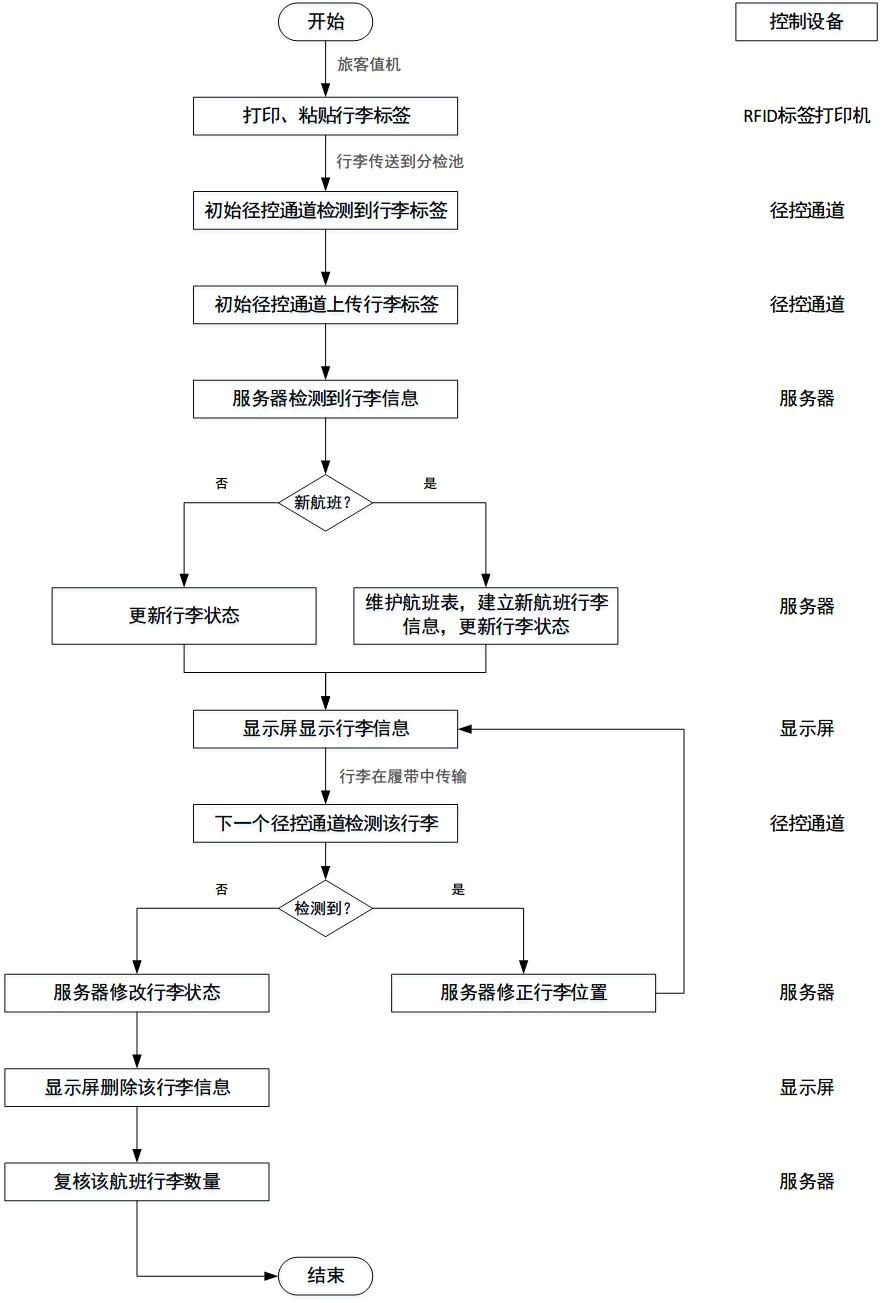 开始
控制设备
旅客值机
打印、粘贴行李标签
RFID标签打印机
行李传送到分检池
初始径控通道检测到行李标签
径控通道
初始径控通道上传行李标签
径控通道
服务器检测到行李信息
服务器
否
是
新航班？
更新行李状态
维护航班表，建立新航班行李
信息，更新行李状态
服务器
显示屏显示行李信息
显示屏
行李在履带中传输
下一个径控通道检测该行李
径控通道
否
是
检测到？
服务器修改行李状态
服务器修正行李位置
服务器
显示屏删除该行李信息
显示屏
复核该航班行李数量
服务器
结束